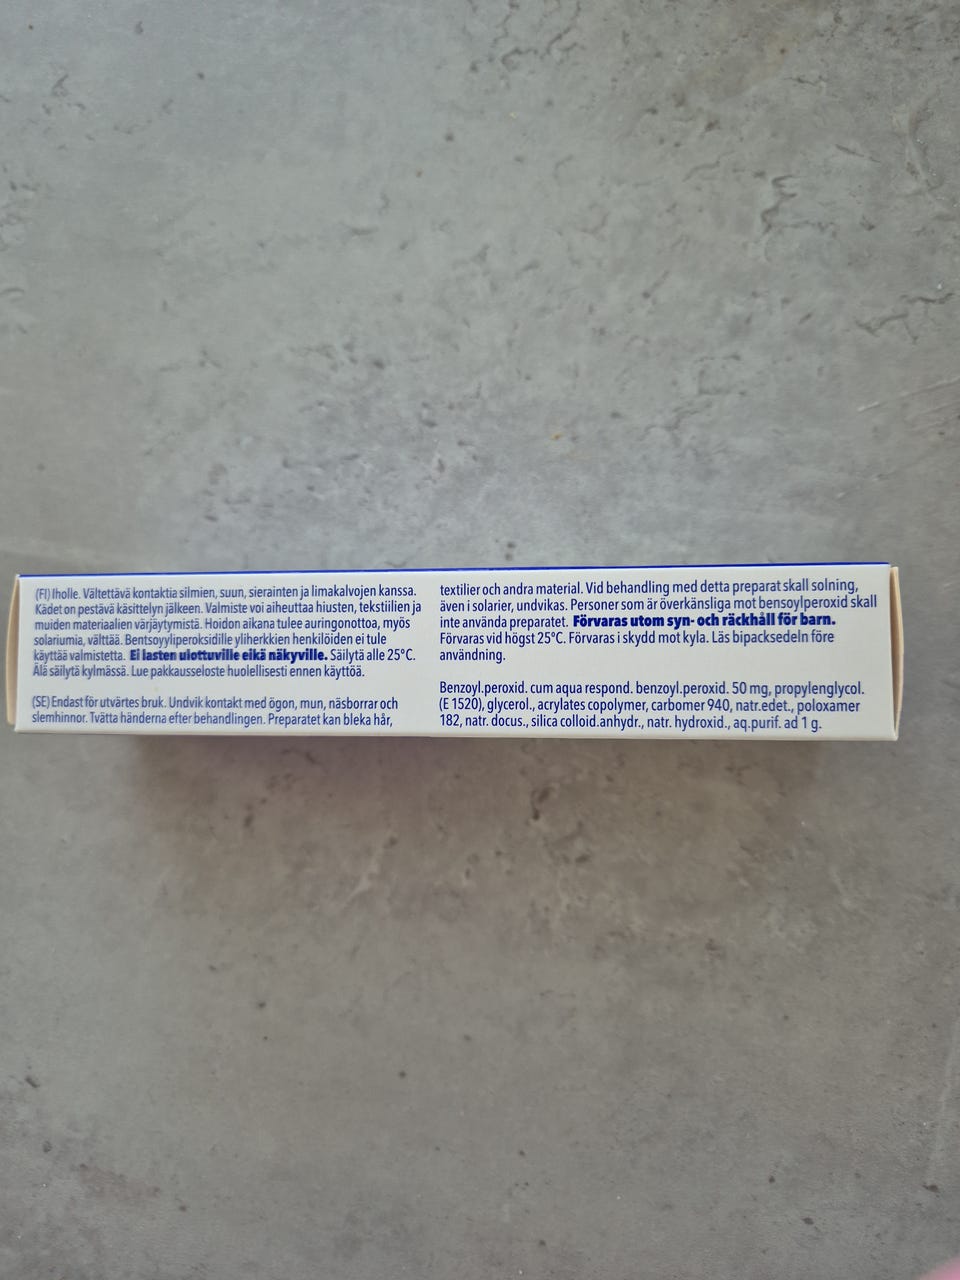 (FI) Iholle. Vältettävä kontaktia silmien, suun, sierainten ja limakalvojen kanssa.
Kädet on pestävä käsittelyn jälkeen. Valmiste voi aiheuttaa hiusten, tekstiilien ja
muiden materiaalien värjäytymistä. Hoidon aikana tulee auringonottoa, myös
solariumia, välttää. Bentsoyyliperoksidille yliherkkien henkilöiden ei tule
käyttää valmistetta. Ei lasten ulottuville eikä näkyville. Säilytä alle 25°C.
Älä säilytä kylmässä. Lue pakkausseloste huolellisesti ennen käyttöä.
(SE) Endast för utvärtes bruk. Undvik kontakt med ögon, mun, näsborrar och
slemhinnor. Tvätta händerna efter behandlingen. Preparatet kan bleka hår,
textilier och andra material. Vid behandling med detta preparat skall solning,
även i solarier, undvikas. Personer som är överkänsliga mot bensoylperoxid skall
inte använda preparatet. Förvaras utom syn- och räckhåll för barn.
Förvaras vid högst 25°C. Förvaras i skydd mot kyla. Läs bipacksedeln före
användning.
Benzoyl.peroxid. cum aqua respond. benzoyl.peroxid. 50 mg, propylenglycol.
(E 1520), glycerol., acrylates copolymer, carbomer 940, natr.edet., poloxamer
182, natr. docus., silica colloid.anhydr., natr. hydroxid., aq.purif. ad 1 g.